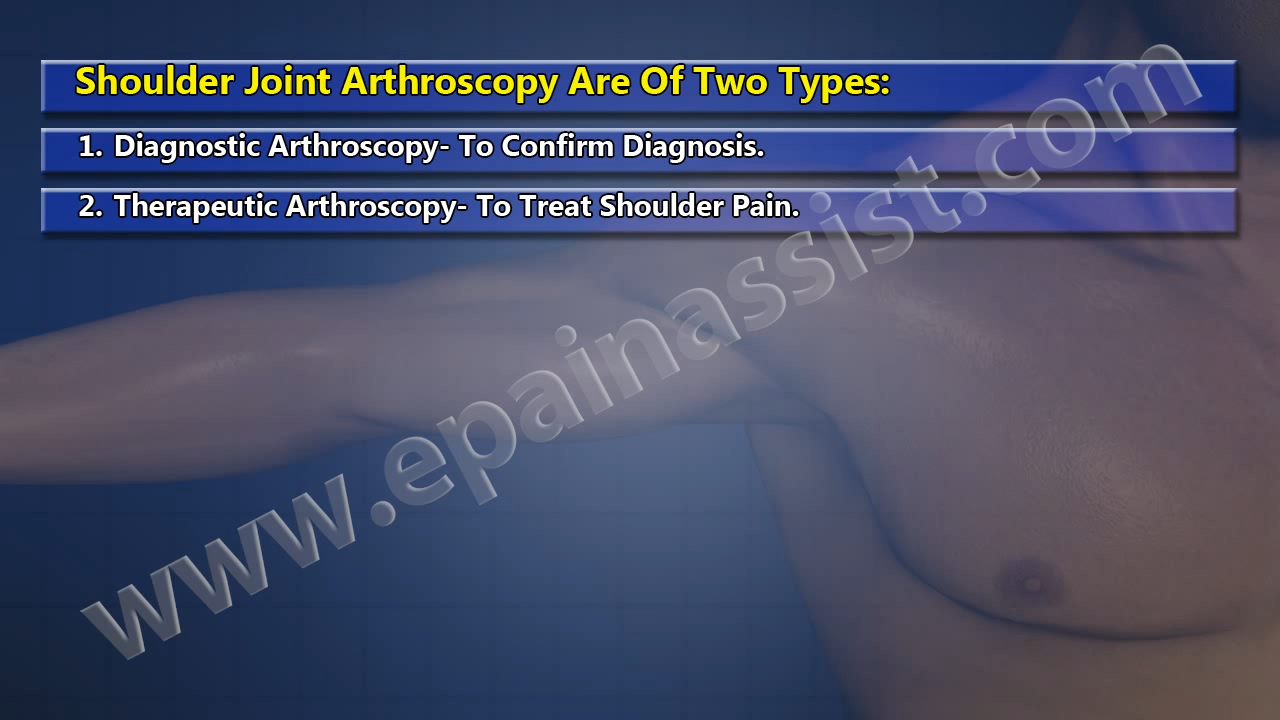 Shoulder Joint Arthroscopy Are Of Two Types:
1. Diagnostic Arthroscopy- To Confirm Diagnosis.
2. Therapeutic Arthroscopy- To Treat Shoulder Pain.
www.epainassist.com